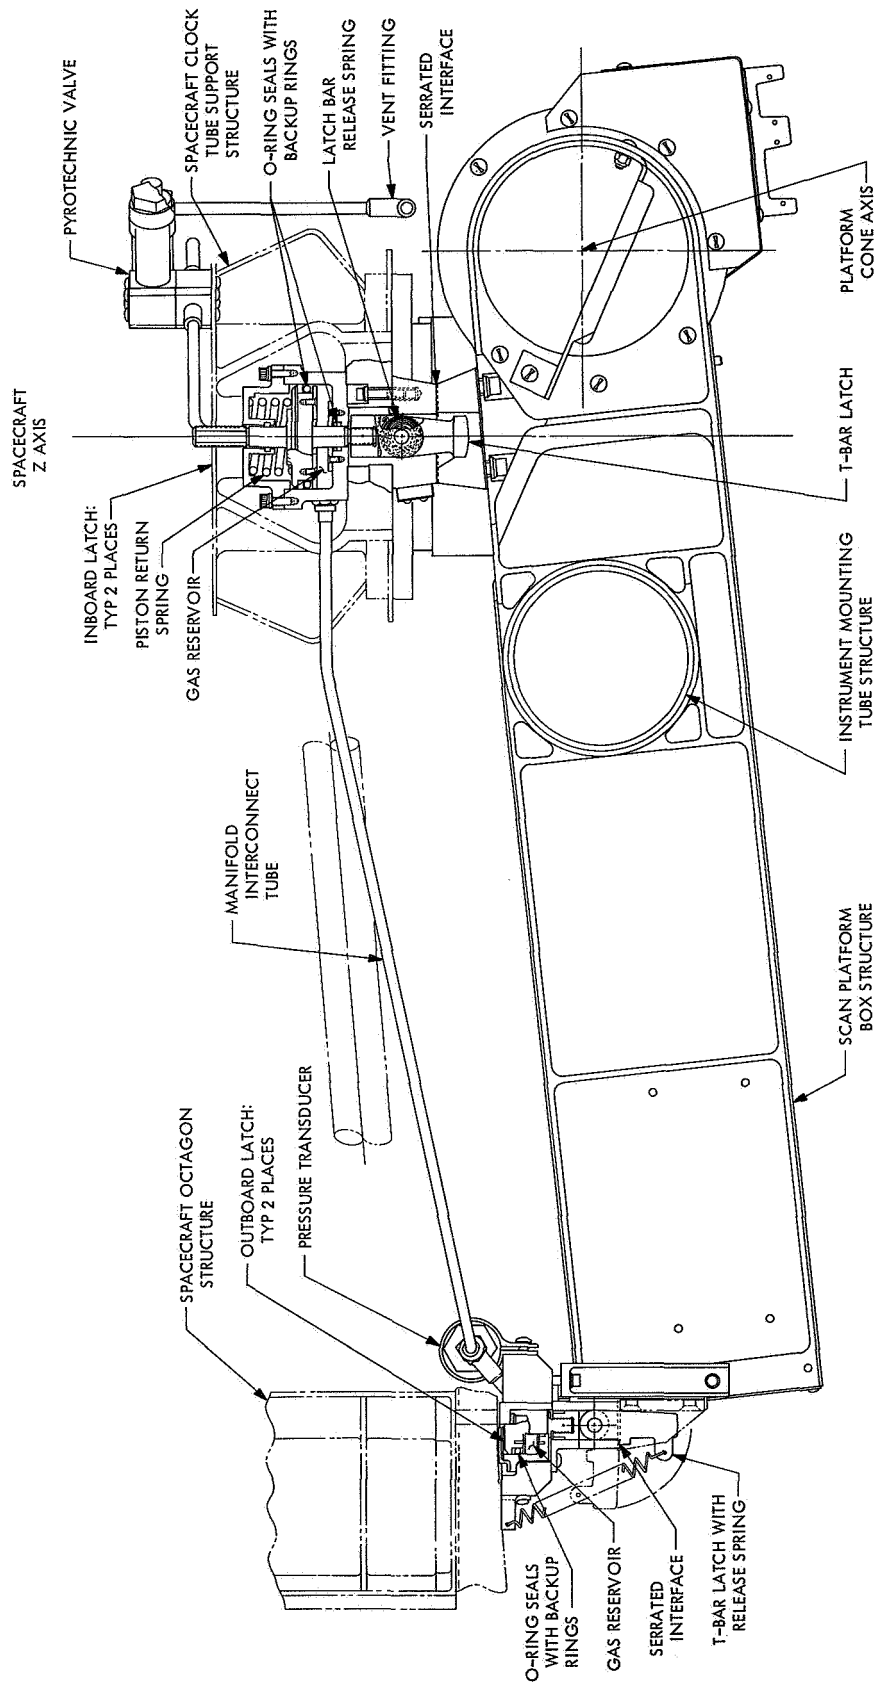 PYROTECHNIC VALVE
SPACECRAFT CLOCK
TUBE SUPPORT
STRUCTURE
O-RING SEALS WITH
BACKUP RINGS
LATCH BAR
RELEASE SPRING
VENT FITTING
SERRATED
INTERFACE
SPACECRAFT
Z AXIS
INBOARD LATCH:
TYP 2 PLACES
PISTON RETURN
SPRING
GAS RESERVOIR
MANIFOLD
INTERCONNECT
TUBE
SPACECRAFT OCTAGON
STRUCTURE
OUTBOARD LATCH:
TYP 2 PLACES
PRESSURE TRANSDUCER
O-RING SEALS
WITH BACKUP
RINGS
GAS RESERVOIR
SERRATED
INTERFACE
T-BAR LATCH WITH
RELEASE SPRING
SCAN PLATFORM
BOX STRUCTURE
INSTRUMENT MOUNTING
TUBE STRUCTURE
T-BAR LATCH
PLATFORM
CONE AXIS